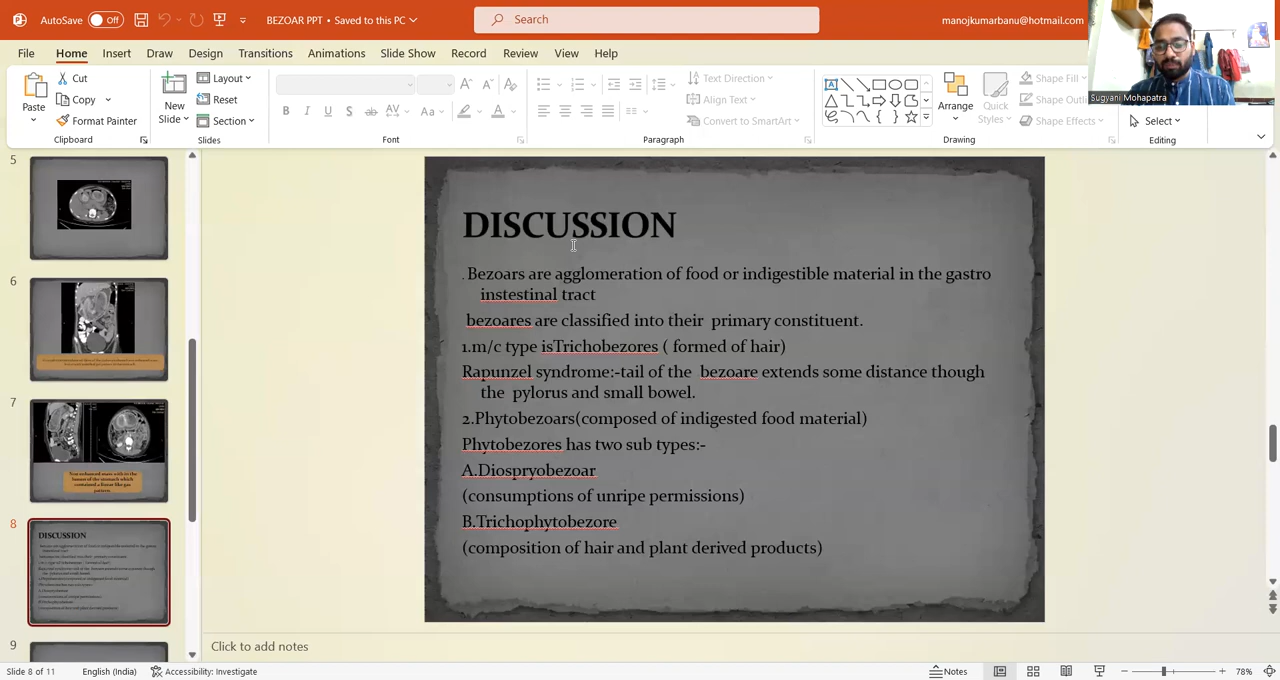 AutoSave Off
BEZOAR PPT • Saved to this PC
Search
manojkumarbanu@hotmail.com
File Home Insert Draw Design Transitions Animations Slide Show Record Review View Help
Paste
Cut
Copy
Format Painter
Clipboard
New Slide
Layout
Reset
Section
Slides
Font
Text Direction
Align Text
Convert to SmartArt
Paragraph
Arrange
Quick Styles
Shape Fill
Shape Effects
Drawing
Select
Editing
Sugyani Mohapatra
5
6
7
8
9
DISCUSSION
. Bezoars are agglomeration of food or indigestible material in the gastro
instestinal tract
bezoares are classified into their primary constituent.
1.m/c type isTrichobezores ( formed of hair)
Rapunzel syndrome:-tail of the bezoare extends some distance though
the pylorus and small bowel.
2.Phytobezoars(composed of indigested food material)
Phytobezores has two sub types:-
A.Diospryobezoar
(consumptions of unripe permissions)
B.Trichophytobezore
(composition of hair and plant derived products)
Click to add notes
Slide 8 of 11 English (India) Accessibility: Investigate Notes 78%